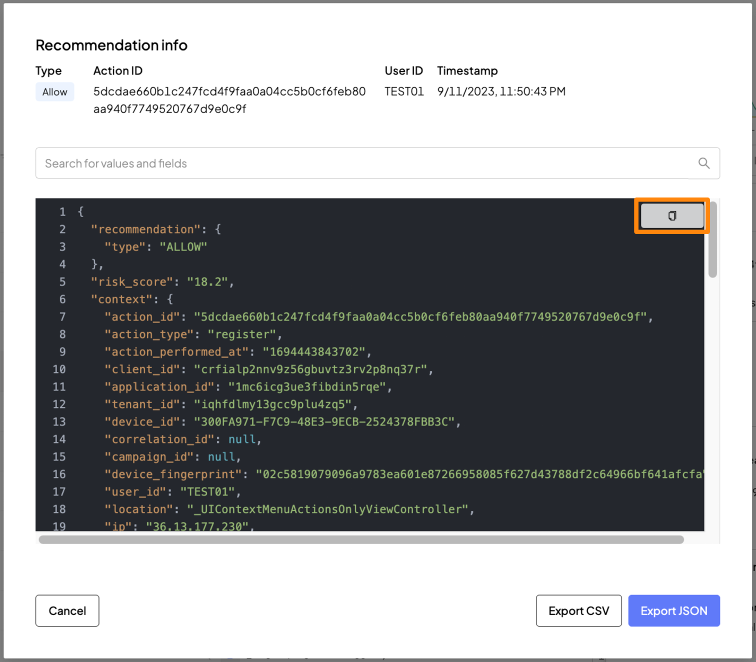 Recommendation info
Type Action ID User ID Timestamp
Allow 5dcdae660b1c247fcd4f9faa0a04cc5b0cf6feb80 TEST01 9/11/2023, 11:50:43 PM
aa940f7749520767d9e0c9f
Search for values and fields
1 {
2 "recommendation": {
3 "type": "ALLOW"
4 },
5 "risk_score": "18.2",
6 "context": {
7 "action_id": "5dcdae660b1c247fcd4f9faa0a04cc5b0cf6feb80aa940f7749520767d9e0c9f",
8 "action_type": "register",
9 "action_performed_at": "1694443843702",
10 "client_id": "crfialp2nnv9z56gbuvtz3rv2p8nq37r",
11 "application_id": "1mc6icg3ue3fibdin5rqe",
12 "tenant_id": "iqhfdlmy13gcc9plu4zq5",
13 "device_id": "300FA971-F7C9-48E3-9ECB-2524378FBB3C",
14 "correlation_id": null,
15 "campaign_id": null,
16 "device_fingerprint": "02c5819079096a9783ea601e87266958085f627d43788df2c64966bf641afcfa
17 "user_id": "TEST01",
18 "location": "_UIContextMenuActionsOnlyViewController",
19 "ip": "36.13.177.230",
Cancel Export CSV Export JSON